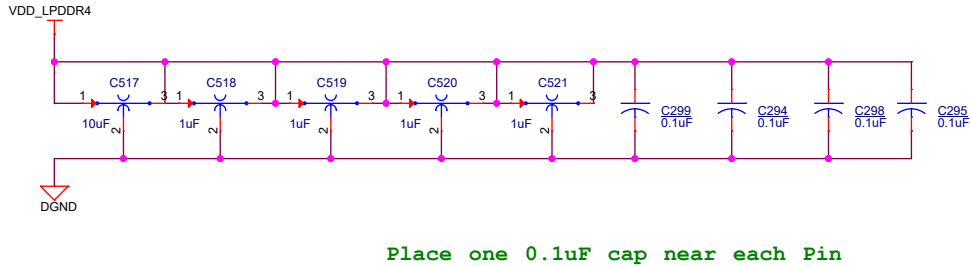 VDD_LPDDR4
C517 C518 C519 C520 C521
1 3 1 3 1 3 1 3 1 3
C299 C294 C298 C295
10uF 2 1uF 2 1uF 2 1uF 2 1uF 2
0.1uF 0.1uF 0.1uF 0.1uF
DGND
Place one 0.1uF cap near each Pin